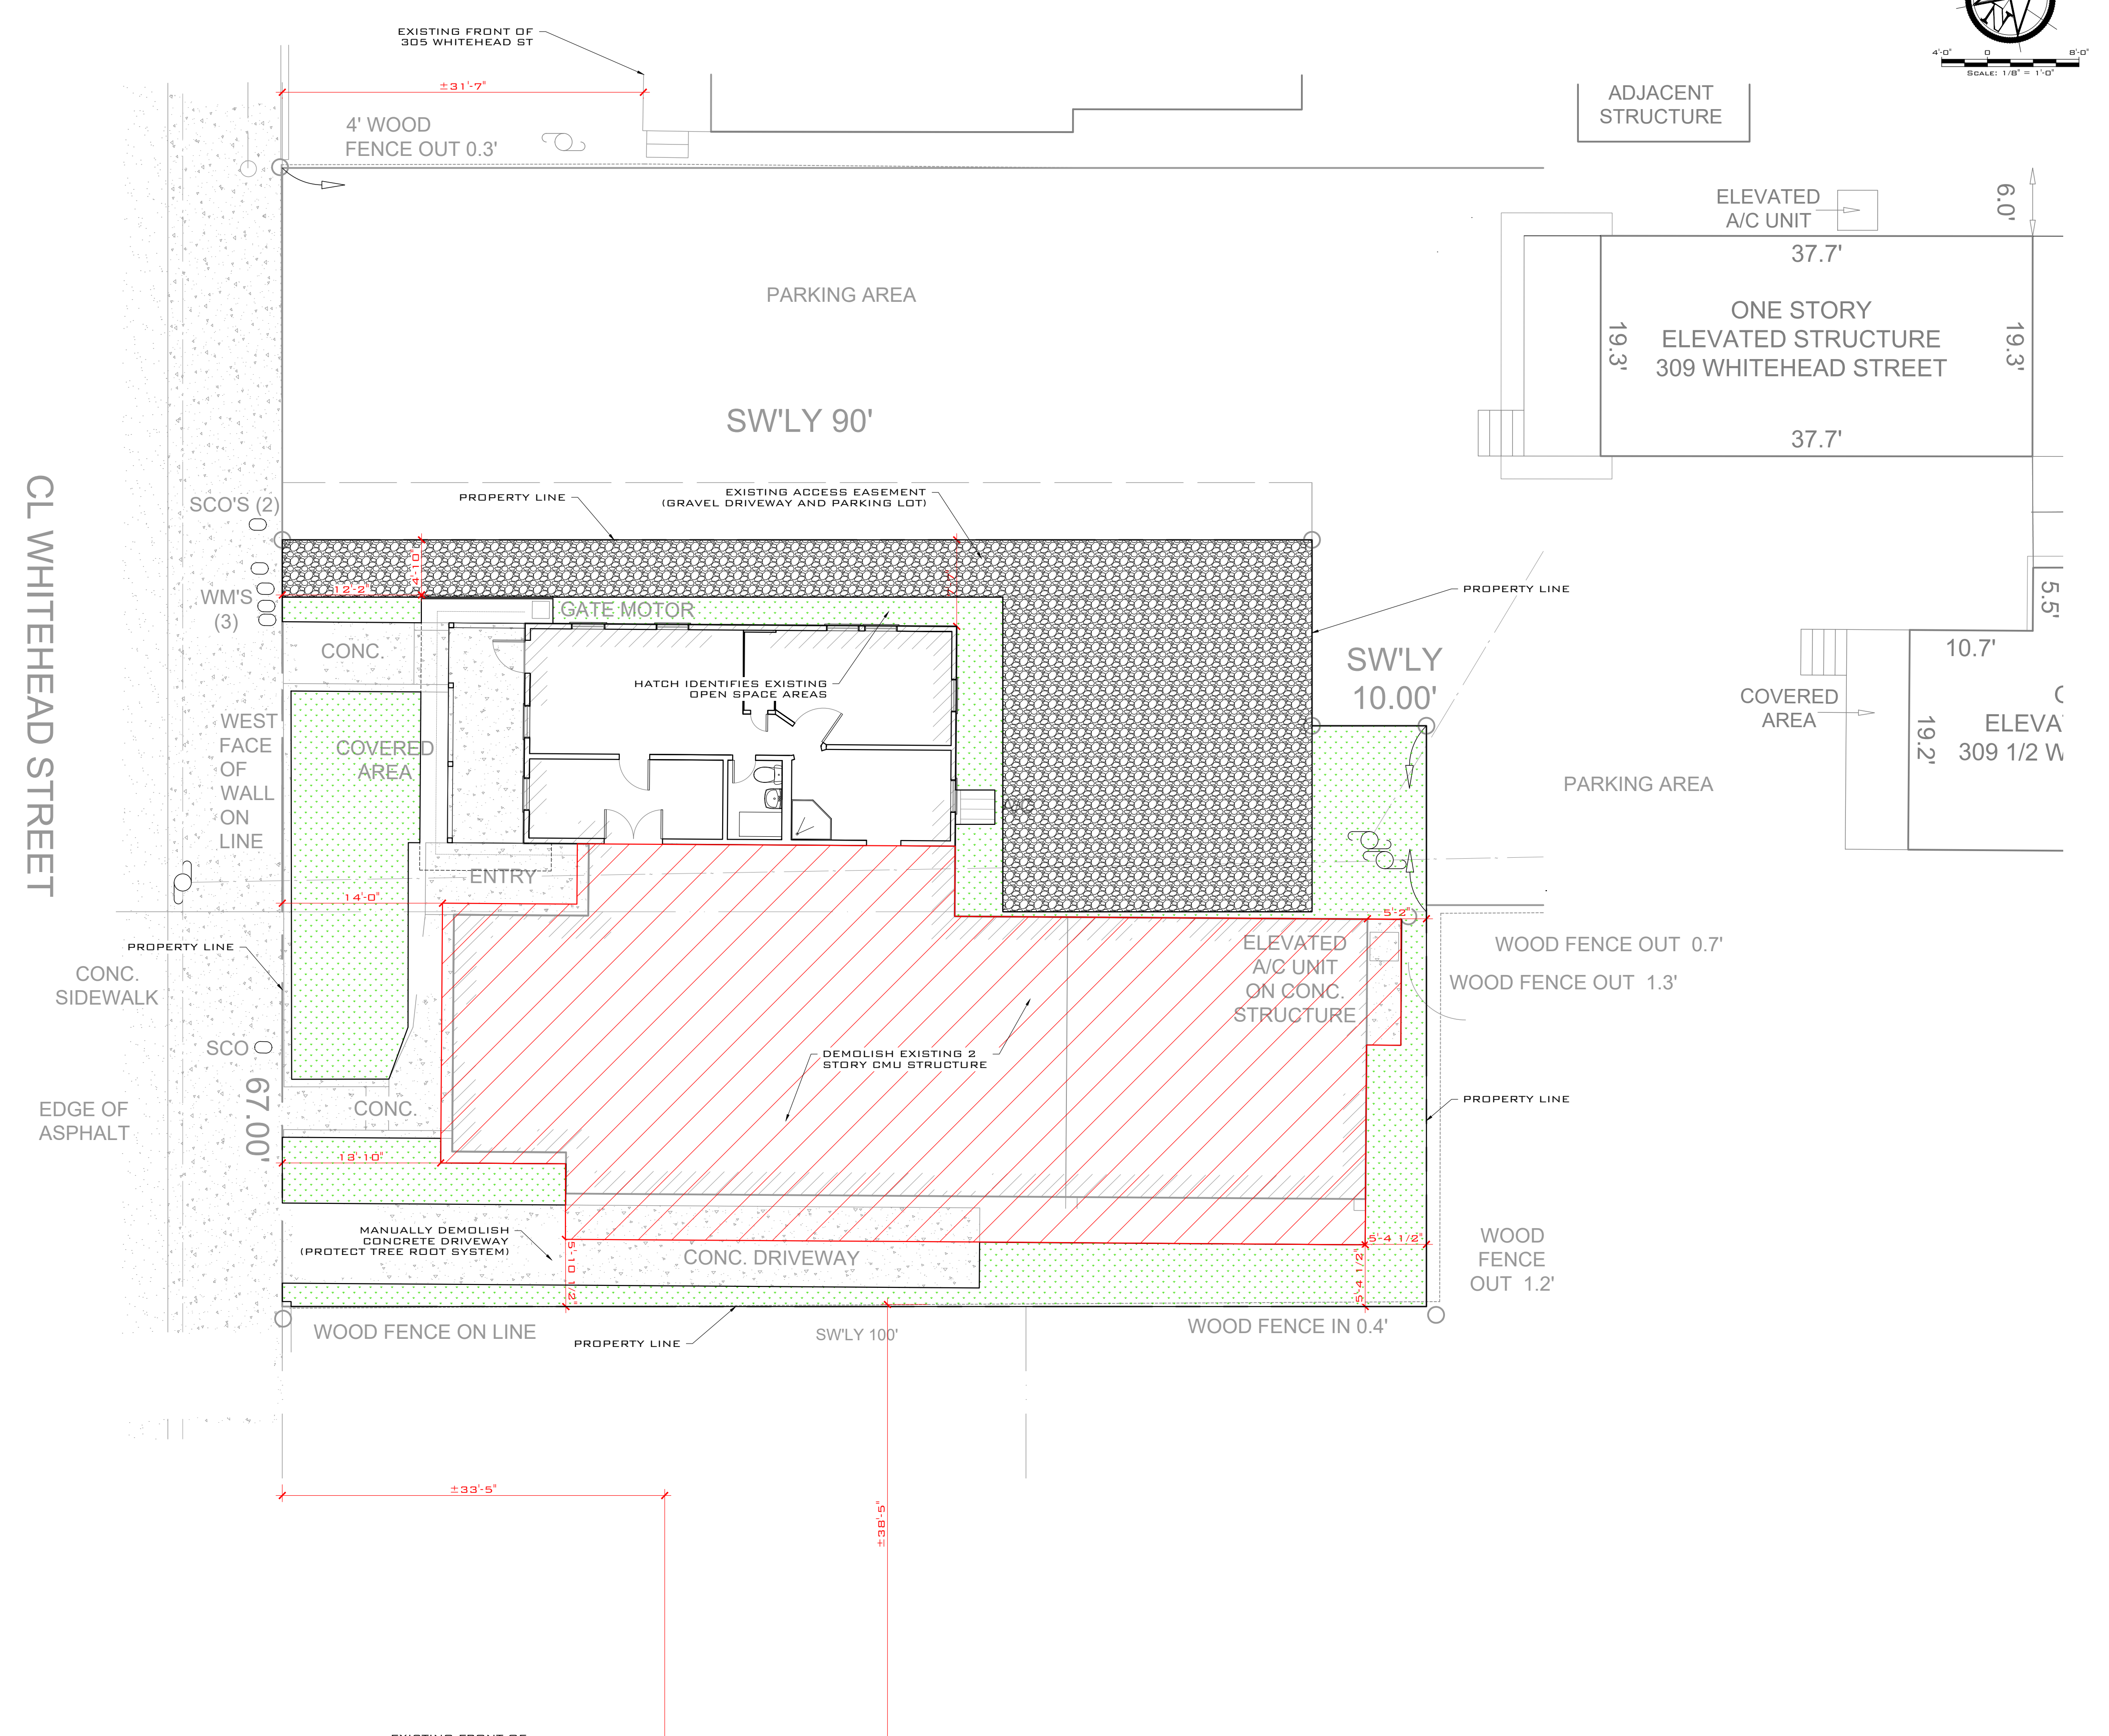 EXISTING FRONT OF
305 WHITEHEAD ST
4'-0"
0
8'-0"
SCALE: 1/8" = 1'-0"
±31'-7"
4' WOOD
FENCE OUT 0.3'
ADJACENT
STRUCTURE
ELEVATED
A/C UNIT
6.0'
37.7'
PARKING AREA
ONE STORY
ELEVATED STRUCTURE
309 WHITEHEAD STREET
19.3'
19.3'
37.7'
SW'LY 90'
CL WHITEHEAD STREET
SCO'S (2)
PROPERTY LINE
EXISTING ACCESS EASEMENT
(GRAVEL DRIVEWAY AND PARKING LOT)
4'-10"
12'-2"
WM'S
(3)
GATE MOTOR
PROPERTY LINE
5.5'
CONC.
SW'LY
10.00'
10.7'
HATCH IDENTIFIES EXISTING
OPEN SPACE AREAS
COVERED
AREA
WEST
FACE
OF
WALL
ON
LINE
COVERED
AREA
19.2'
ELEVA
309 1/2 W
PARKING AREA
A/C
ENTRY
14'-0"
5'-2"
PROPERTY LINE
CONC.
SIDEWALK
ELEVATED
A/C UNIT
ON CONC.
STRUCTURE
WOOD FENCE OUT 0.7'
WOOD FENCE OUT 1.3'
SCO
DEMOLISH EXISTING 2
STORY CMU STRUCTURE
67.00'
EDGE OF
ASPHALT
CONC.
PROPERTY LINE
13'-10"
MANUALLY DEMOLISH
CONCRETE DRIVEWAY
(PROTECT TREE ROOT SYSTEM)
5'-10 1/2"
CONC. DRIVEWAY
5'-4 1/2"
5'-4 1/2"
WOOD
FENCE
OUT 1.2'
WOOD FENCE ON LINE
PROPERTY LINE
SW'LY 100'
WOOD FENCE IN 0.4'
±33'-5"
±38'-5"